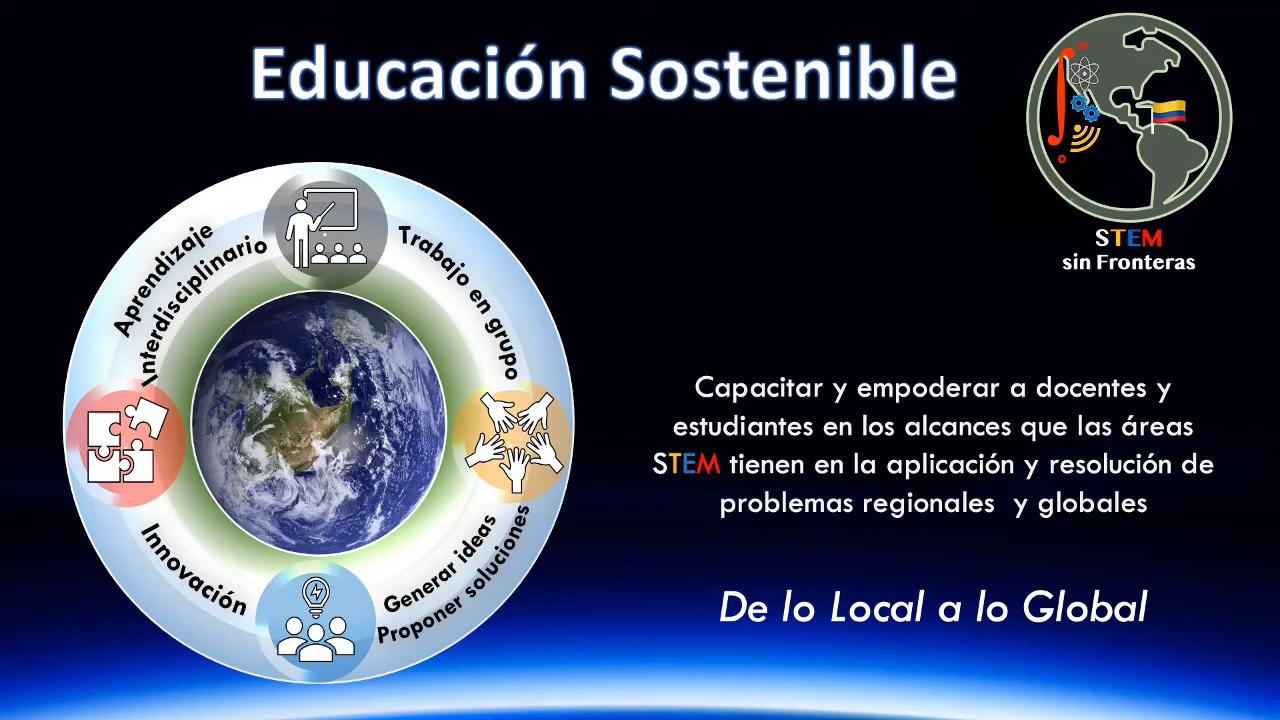 Educación Sostenible
STEM
sin Fronteras
Aprendizaje
Interdisciplinario
Trabajo en grupo
Innovación
Generar ideas
Proponer soluciones
Capacitar y empoderar a docentes y
estudiantes en los alcances que las áreas
STEM tienen en la aplicación y resolución de
problemas regionales y globales
De lo Local a lo Global